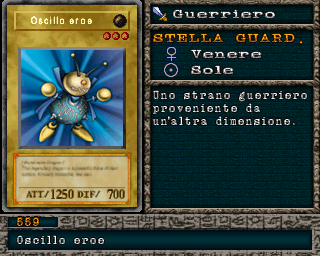 Oscillo eroe
ATT/1250 DIF/ 700
Guerriero
STELLA GUARD.
Venere
Sole
Uno strano guerriero
proveniente da
un'altra dimensione.
559
Oscillo eroe